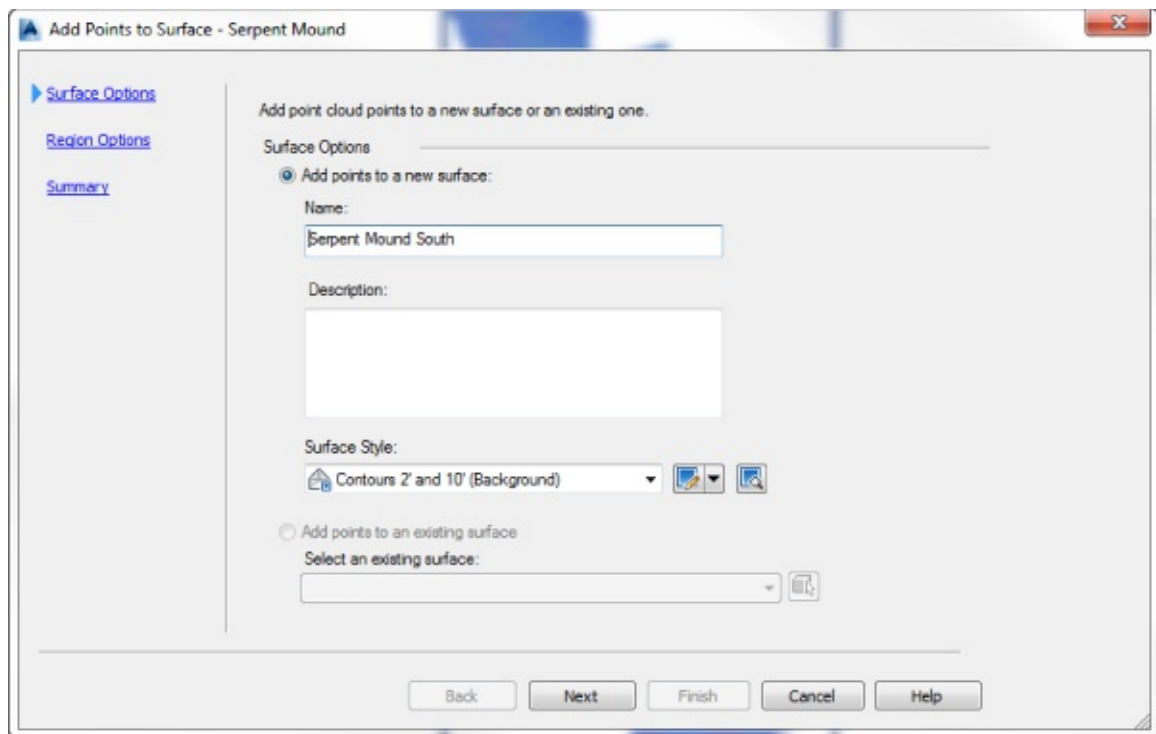 Add Points to Surface - Serpent Mound
Surface Options
Region Options
Summary
Add point cloud points to a new surface or an existing one.
Surface Options
Add points to a new surface:
Name:
Serpent Mound South
Description:
Surface Style:
Contours 2' and 10' (Background)
Add points to an existing surface
Select an existing surface:
Back Next Finish Cancel Help